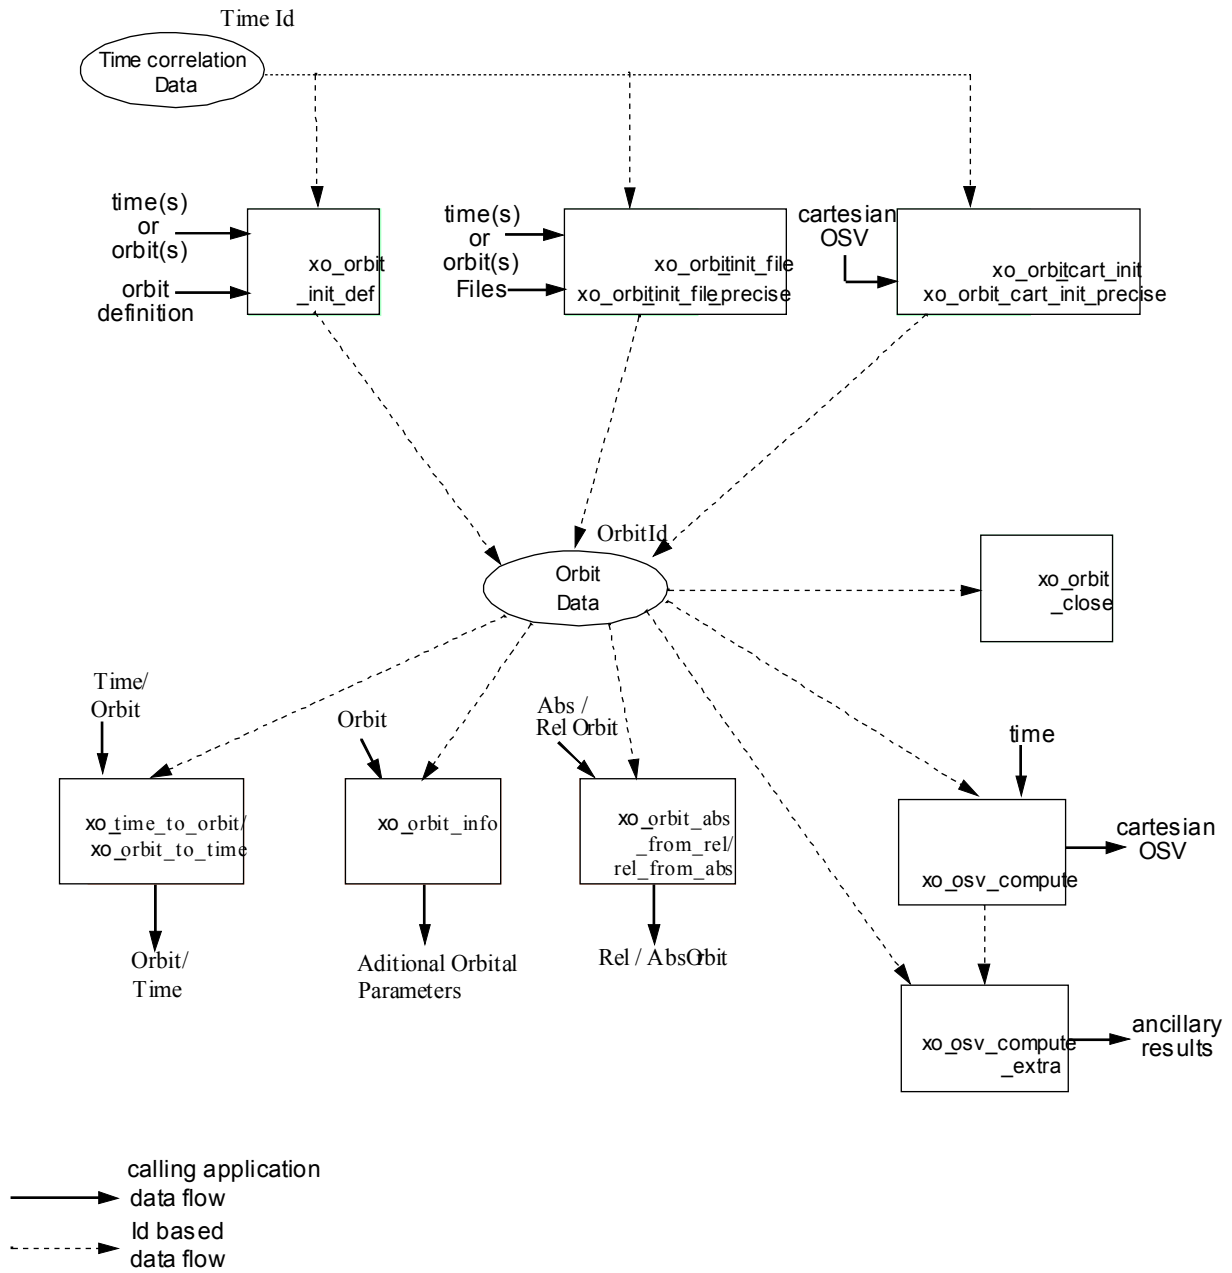 Time Id
Time correlation
Data
time(s)
or
orbit(s)
orbit
definition
xo_orbit
_init_def
time(s)
or
orbit(s)
Files
xo_orbitinit_file
xo_orbitinit_fileprecise
cartesian
OSV
xo_orbitcart_init
xo_orbit_cart_init_precise
OrbitId
Orbit
Data
xo_orbit
_close
Time/
Orbit
xo_time_to_orbit/
xo_orbit_to_time
Orbit/
Time
Orbit
xo_orbit_info
Aditional Orbital
Parameters
Abs /
Rel Orbit
xo_orbit_abs
_from_rel/
rel_from_abs
Rel / AbsOrbit
time
xo_osv_compute
cartesian
OSV
xo_osv_compute
_extra
ancillary
results
calling application
data flow
Id based
data flow